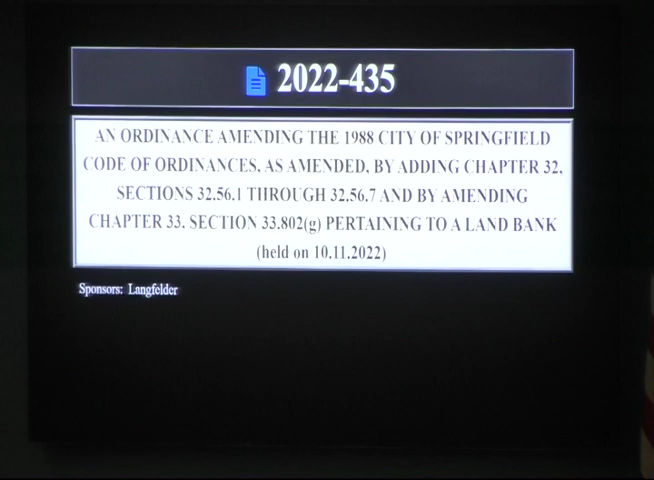 2022-435
AN ORDINANCE AMENDING THE 1988 CITY OF SPRINGFIELD
CODE OF ORDINANCES, AS AMENDED, BY ADDING CHAPTER 32,
SECTIONS 32.56.1 THROUGH 32.56.7 AND BY AMENDING
CHAPTER 33, SECTION 33.802(g) PERTAINING TO A LAND BANK
(held on 10.11.2022)
Sponsors: Langfelder